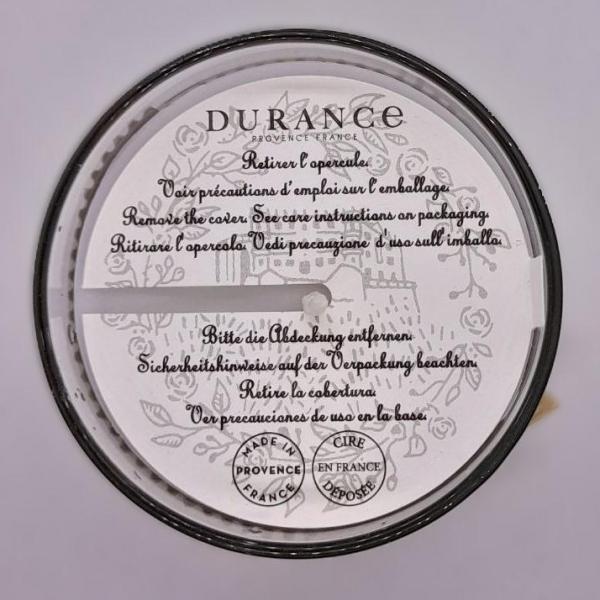 DURANCE
PROVENCE FRANCE
Retirer l'opercule.
Voir précautions d'emploi sur l'emballage.
Remove the cover. See care instructions on packaging.
Ritirare l'opercolo. Vedi precauzione d'uso sull'imballo.
Bitte die Abdeckung entfernen.
Sicherheitshinweise auf der Verpackung beachten.
Retire la cobertura.
Ver precauciones de uso en la base.
MADE IN
PROVENCE
FRANCE
CIRE
EN FRANCE
DÉPOSÉE